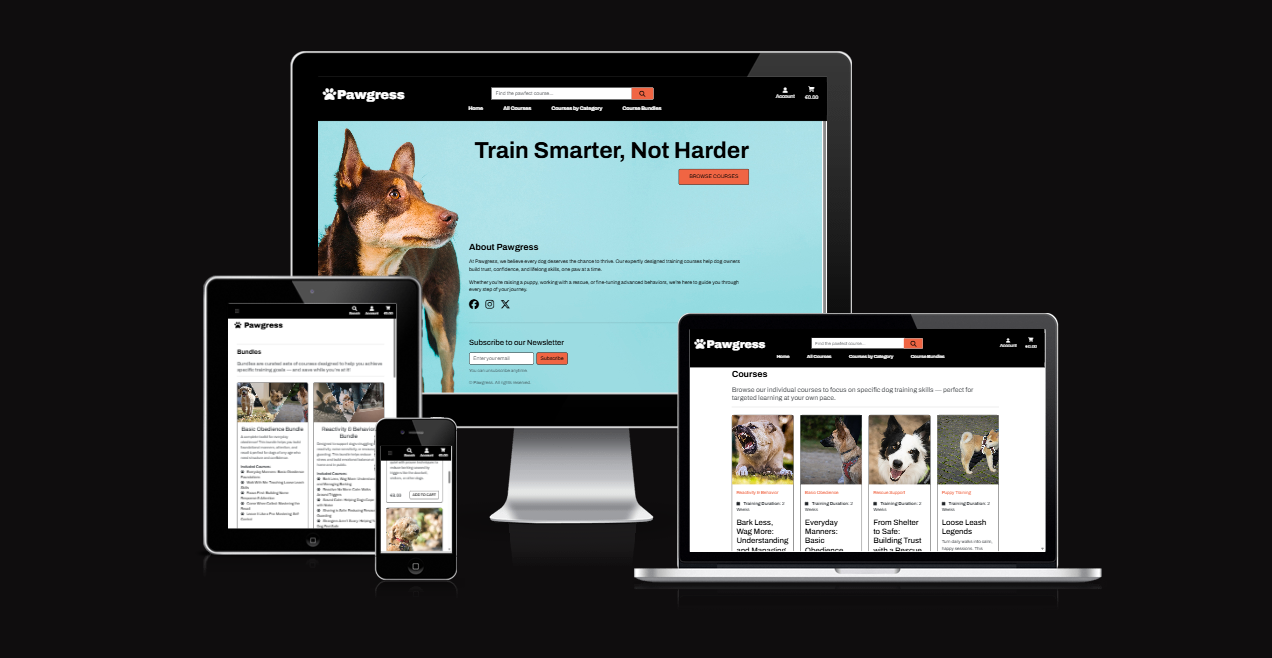 Pawgress
Find the pawfect course...
Account
€0.00
Home
All Courses
Courses by Category
Course Bundles
Train Smarter, Not Harder
BROWSE COURSES
About Pawgress
At Pawgress, we believe every dog deserves the chance to thrive. Our expertly designed training courses help dog owners
build trust, confidence, and lifelong skills, one paw at a time.
Whether you're raising a puppy, working with a rescue, or fine-tuning advanced behaviors, we're here to guide you through
every step of your journey.
Subscribe to our Newsletter
Enter your email
Subscribe
You can unsubscribe anytime
© Pawgress. All rights reserved.
Search
Account
€0.00
Pawgress
Bundles
Bundles are curated sets of courses designed to help you achieve
specific training goals — and save while you're at it!
Basic Obedience Bundle
Included Courses:
Reactivity & Behavior
Bundle
Included Courses:
Search
Account
€0.00
ADD TO CART
Pawgress
Find the pawfect course...
Account
€0.00
Home
All Courses
Courses by Category
Course Bundles
Courses
Browse our individual courses to focus on specific dog training skills — perfect for
targeted learning at your own pace.
Reactivity & Behavior
Training Duration: 2
Weeks
Bark Less,
Wag More:
Understanding
and Managing
Basic Obedience
Training Duration: 2
Weeks
Everyday
Manners:
Basic
Obedience
Rescue Support
Training Duration: 2
Weeks
From Shelter
to Safe:
Building Trust
with a Rescue
Puppy Training
Training Duration: 2
Weeks
Loose Leash
Legends
Turn daily walks into calm,
happy sessions. This